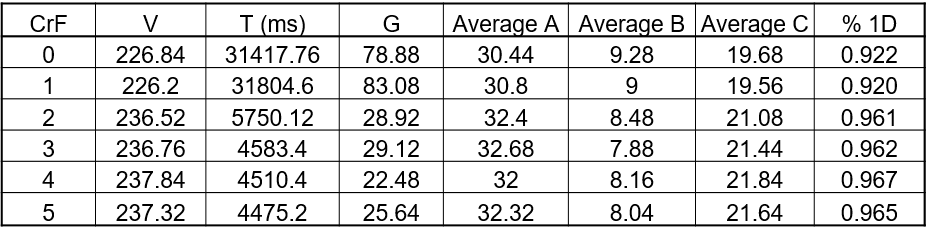 CrF V T (ms) G Average A Average B Average C % 1D
0 226.84 31417.76 78.88 30.44 9.28 19.68 0.922
1 226.2 31804.6 83.08 30.8 9 19.56 0.920
2 236.52 5750.12 28.92 32.4 8.48 21.08 0.961
3 236.76 4583.4 29.12 32.68 7.88 21.44 0.962
4 237.84 4510.4 22.48 32 8.16 21.84 0.967
5 237.32 4475.2 25.64 32.32 8.04 21.64 0.965